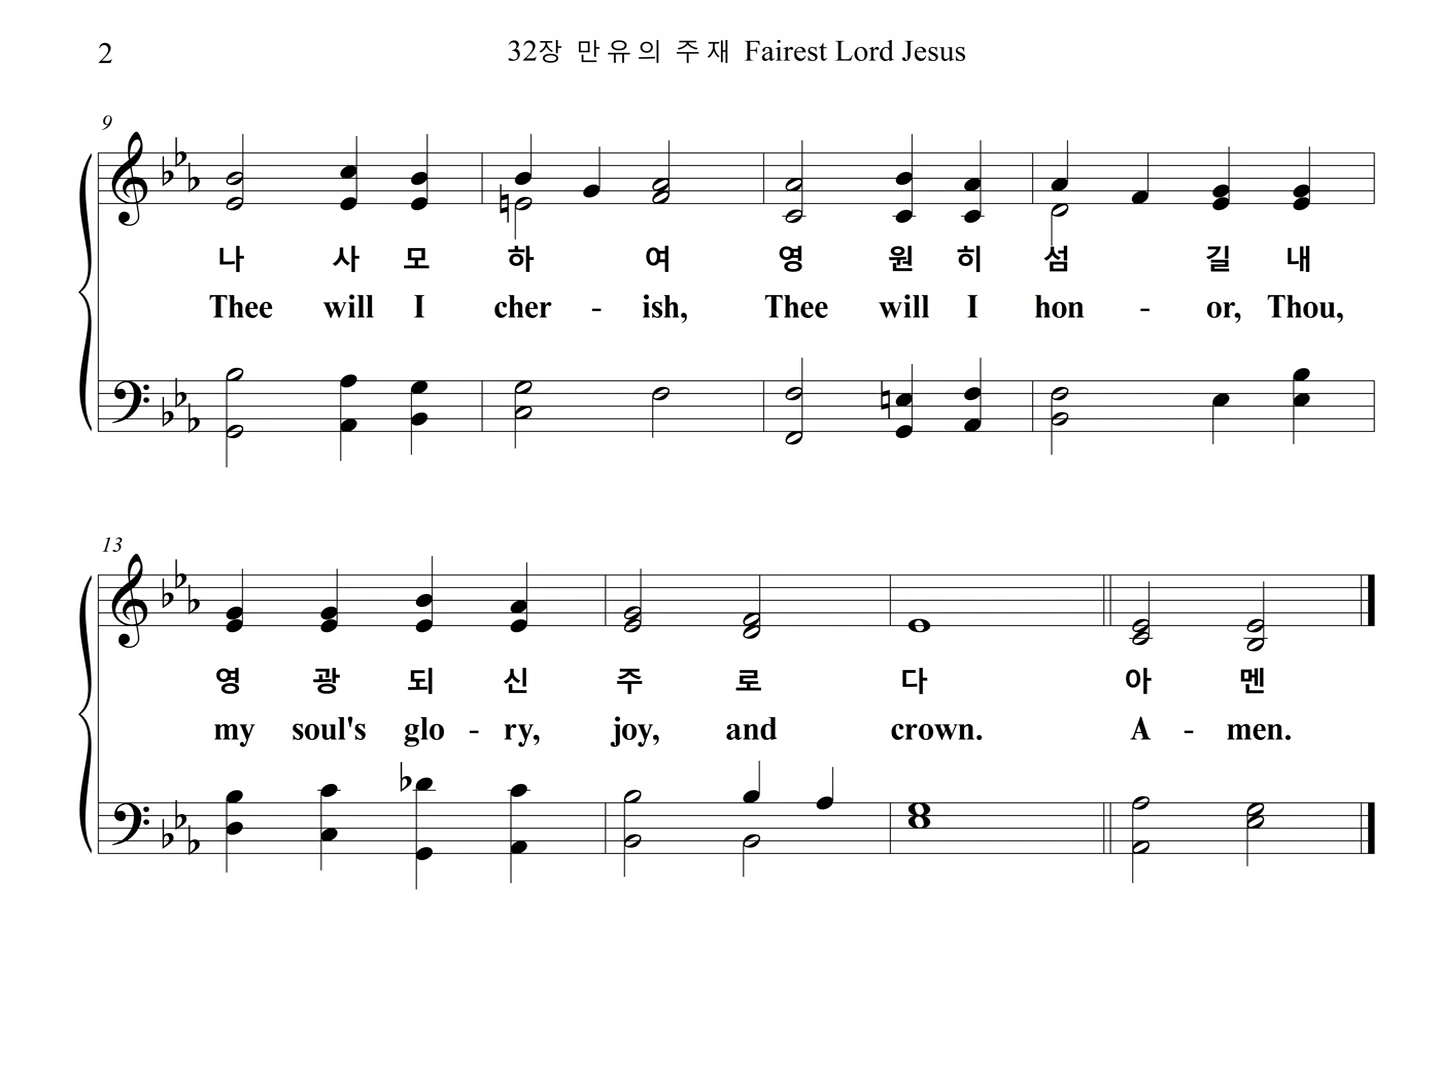 2 32장 만유의 주재 Fairest Lord Jesus
9
나 사 모 하 여 영 원 히 섬 길 내
Thee will I cher - ish, Thee will I hon - or, Thou,
13
영 광 되 신 주 로 다 아 멘
my soul's glo - ry, joy, and crown. A - men.